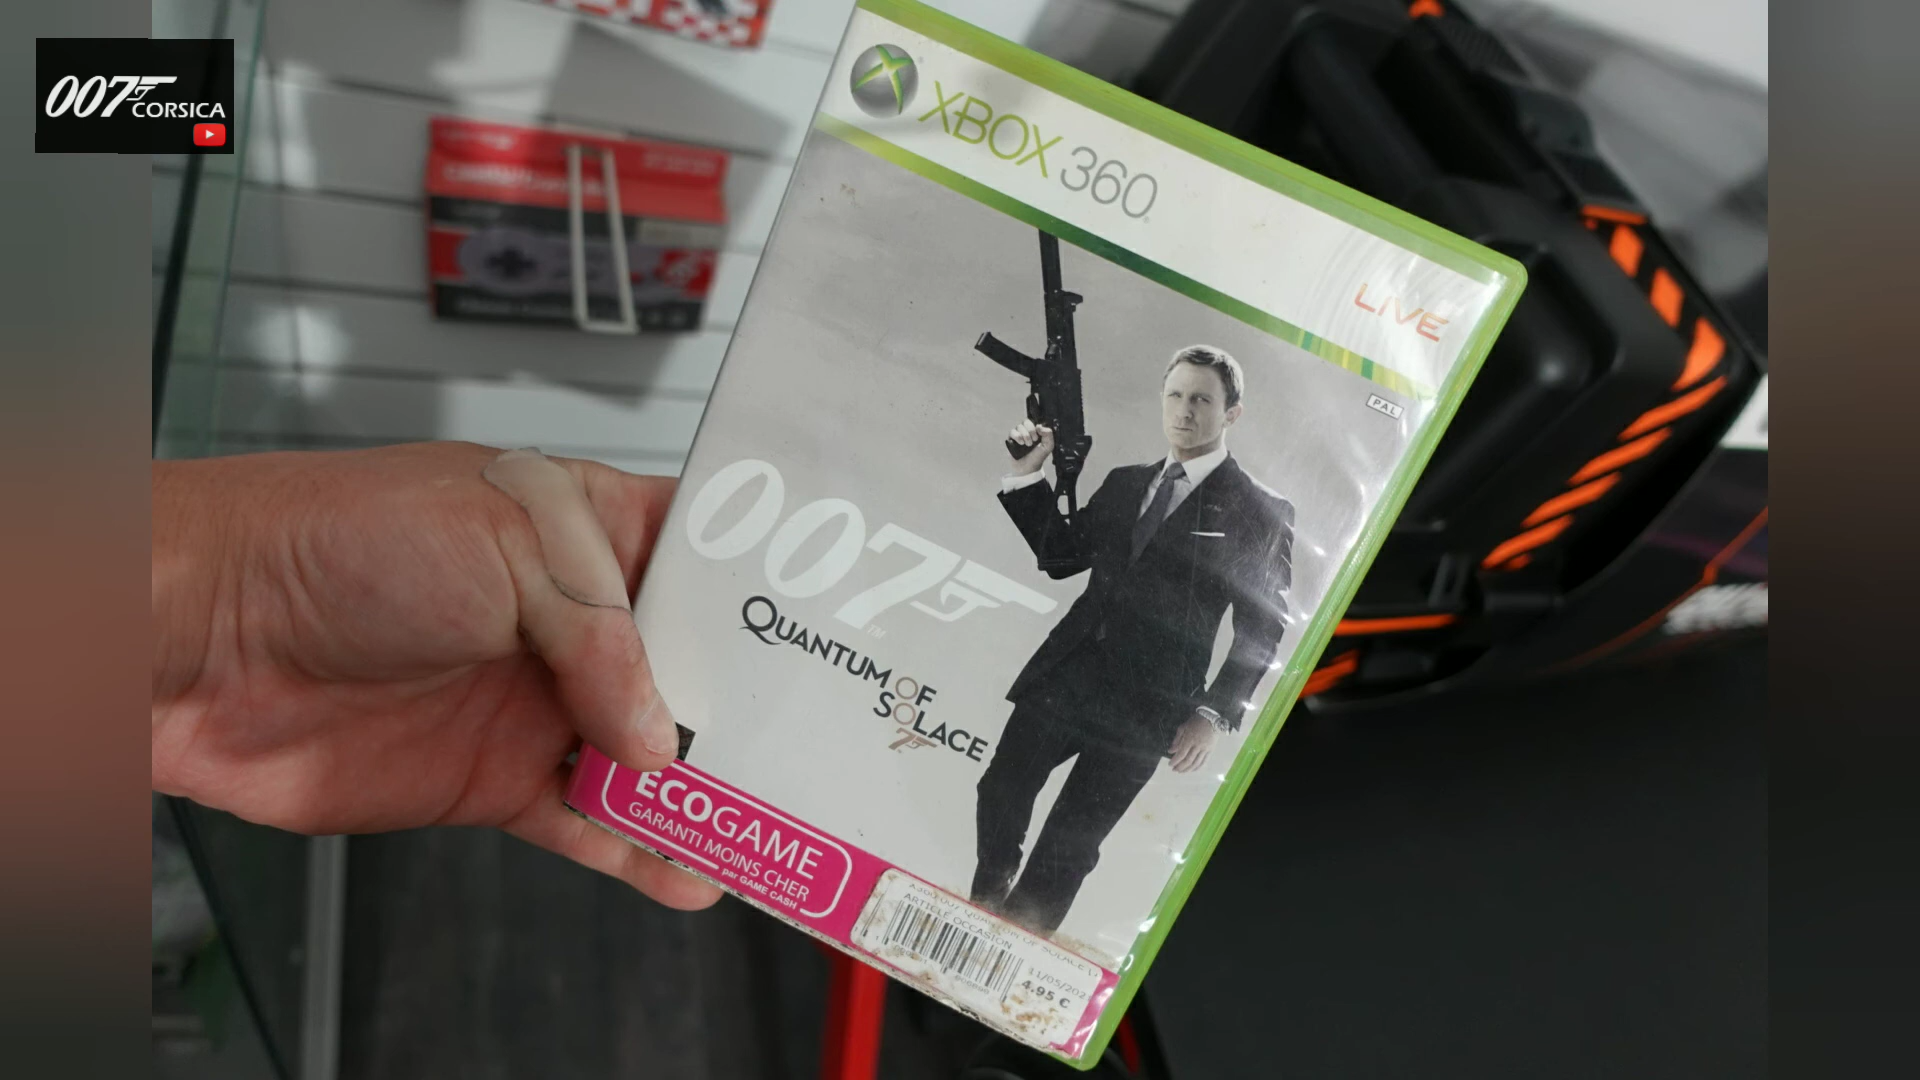 007 CORSICA
XBOX 360
LIVE
PAL
007
TM
QUANTUM OF
SOLACE
ECOGAME
GARANTI MOINS CHER
par GAME CASH
ARTICLE OCCASION
4.95 €